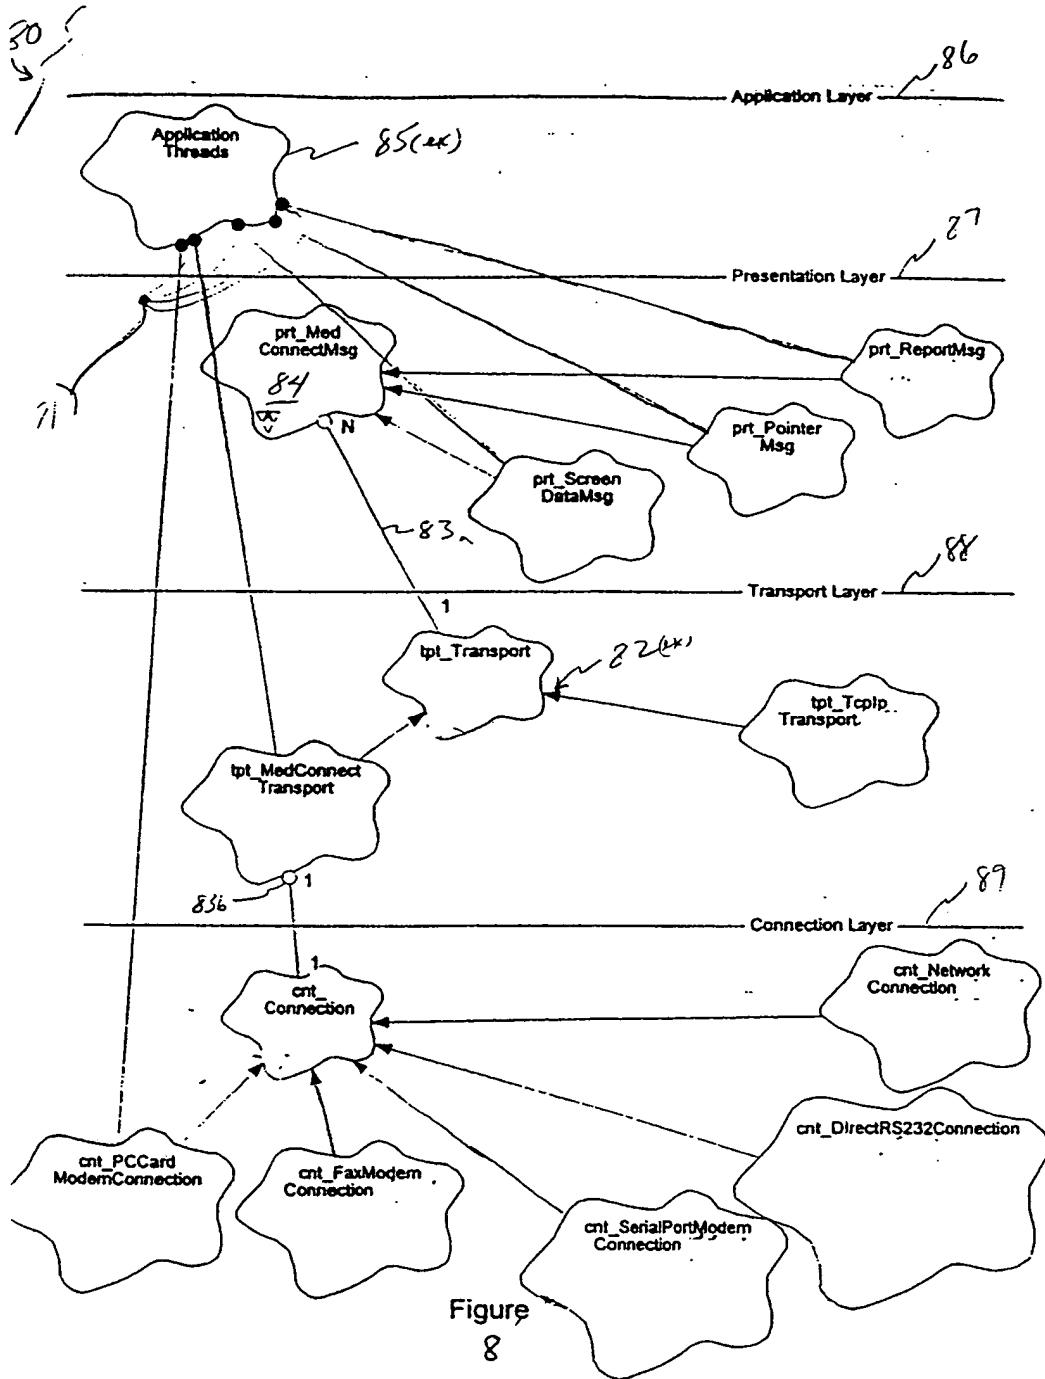 30
86
Application Layer
Application
Threads
85(ex)
87
Presentation Layer
prt_Med
ConnectMsg
84
N
prt_ReportMsg
prt_Pointer
Msg
prt_Screen
DataMsg
71
83a
88
Transport Layer
1
tpt_Transport
82(ex)
tpt_TcpIp
Transport
tpt_MedConnect
Transport
1
83b
89
Connection Layer
1
cnt_
Connection
cnt_Network
Connection
cnt_DirectRS232Connection
cnt_PCCard
ModemConnection
cnt_FaxModem
Connection
cnt_SerialPortModem
Connection
Figure
8